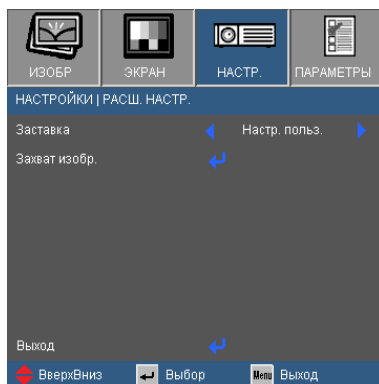 ИЗОБР ЭКРАН НАСТР. ПАРАМЕТРЫ
НАСТРОЙКИ | РАСШ. НАСТР.
Заставка Настр. польз.
Захват изобр.
Выход
ВверхВниз Выбор Menu Выход